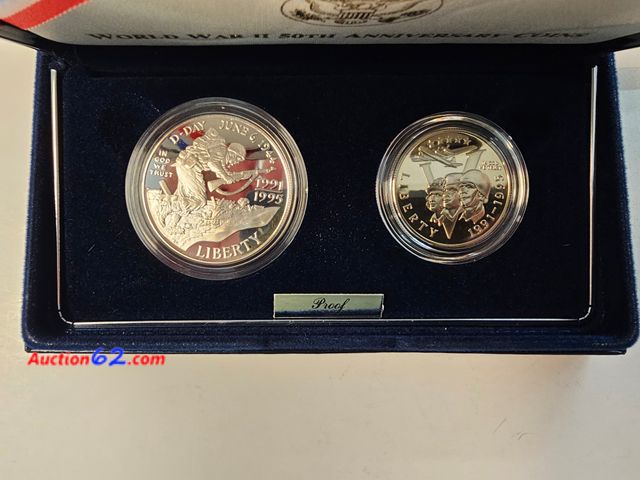 WORLD WAR II 50TH ANNIVERSARY COINS
D-DAY JUNE 6, 1944
IN
GOD WE
TRUST
1991
1995
LIBERTY
LIBERTY
1991-1995
Proof
Auction62.com